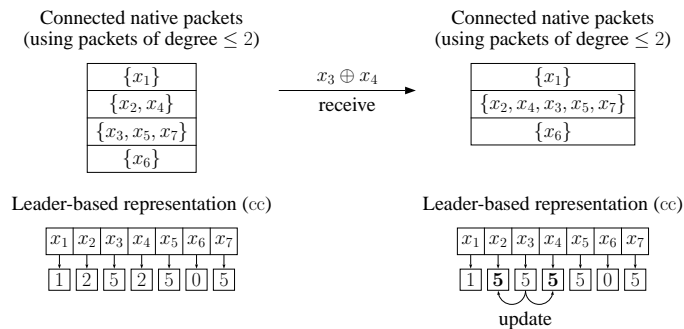 Connected native packets
(using packets of degree ≤ 2)
{x₁}
{x₂, x₄}
{x₃, x₅, x₇}
{x₆}
x₃ ⊕ x₄
receive
Connected native packets
(using packets of degree ≤ 2)
{x₁}
{x₂, x₄, x₃, x₅, x₇}
{x₆}
Leader-based representation (cc)
x₁ x₂ x₃ x₄ x₅ x₆ x₇
1 2 5 2 5 0 5
Leader-based representation (cc)
x₁ x₂ x₃ x₄ x₅ x₆ x₇
1 5 5 5 5 0 5
update